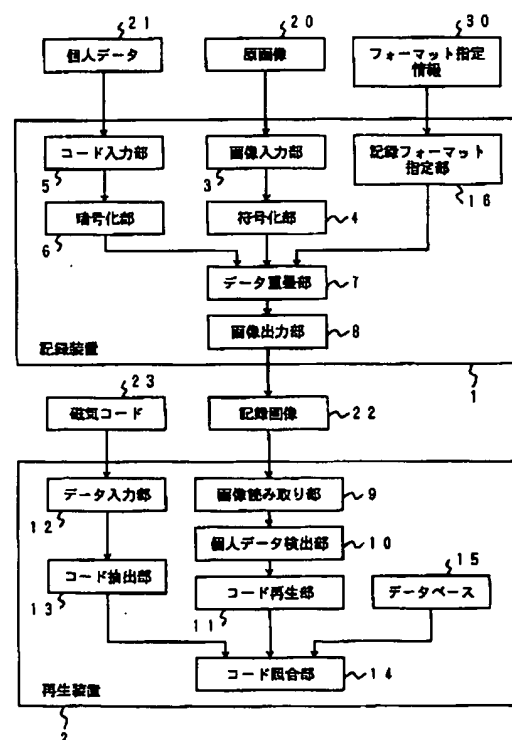 21
20
30
個人データ
原画像
フォーマット指定
情報
コード入力部
画像入力部
記録フォーマット
指定部
5
3
16
暗号化部
符号化部
4
6
データ重畳部
7
画像出力部
8
記録装置
1
23
磁気コード
記録画像
22
データ入力部
画像読み取り部
9
12
個人データ検出部
10
15
コード抽出部
コード再生部
データベース
13
11
コード照合部
14
再生装置
2